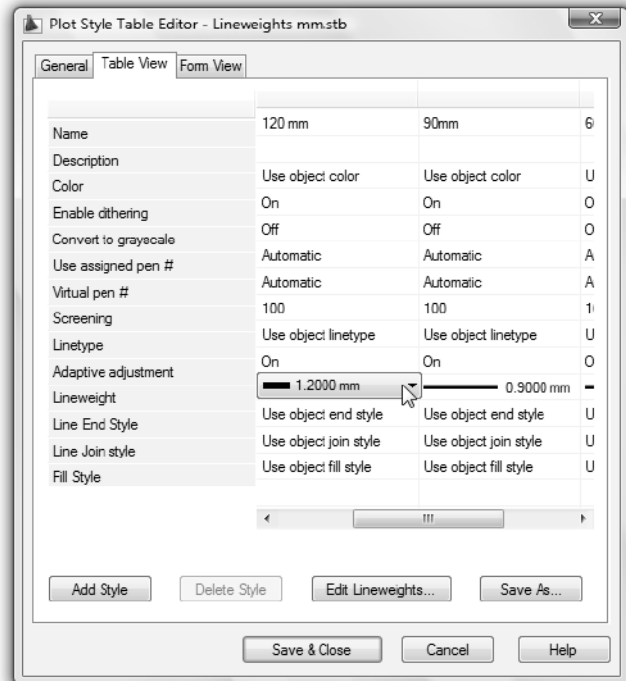 Plot Style Table Editor - Lineweights mm.stb
General Table View Form View
Name 120 mm 90mm 6
Description
Color Use object color Use object color U
Enable dithering On On O
Convert to grayscale Off Off O
Use assigned pen # Automatic Automatic A
Virtual pen # Automatic Automatic A
Screening 100 100 1
Linetype Use object linetype Use object linetype U
Adaptive adjustment On On O
Lineweight 1.2000 mm 0.9000 mm
Line End Style Use object end style Use object end style U
Line Join style Use object join style Use object join style U
Fill Style Use object fill style Use object fill style U
Add Style Delete Style Edit Lineweights... Save As...
Save & Close Cancel Help